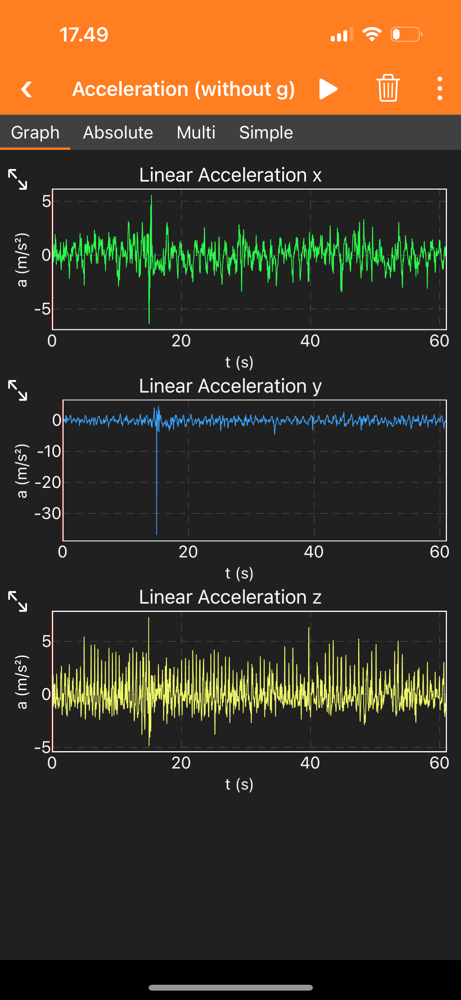 17.49
Acceleration (without g)
Graph Absolute Multi Simple
Linear Acceleration x
5
0
-5
a (m/s²)
0 20 40 60
t (s)
Linear Acceleration y
0
-10
-20
-30
a (m/s²)
0 20 40 60
t (s)
Linear Acceleration z
5
0
-5
a (m/s²)
0 20 40 60
t (s)